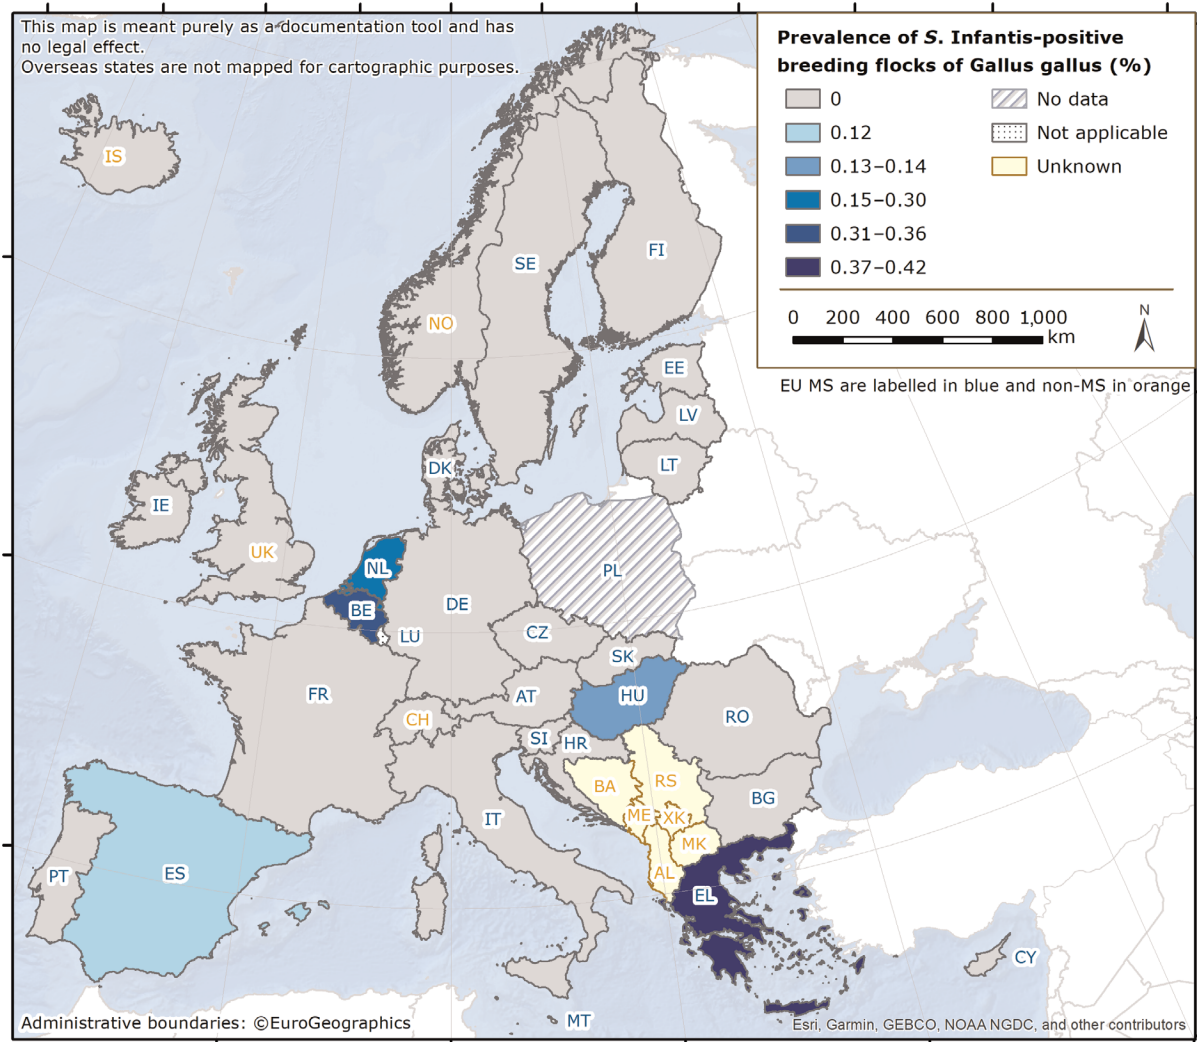 This map is meant purely as a documentation tool and has
no legal effect.
Overseas states are not mapped for cartographic purposes.
Prevalence of S. Infantis-positive
breeding flocks of Gallus gallus (%)
0
0.12
0.13–0.14
0.15–0.30
0.31–0.36
0.37–0.42
No data
Not applicable
Unknown
0 200 400 600 800 1,000
km
N
EU MS are labelled in blue and non-MS in orange
IS
FI
SE
NO
EE
LV
LT
DK
IE
UK
NL
PL
DE
BE
CZ
LU
SK
FR
HU
AT
CH
RO
SI
HR
RS
BA
BG
ME
XK
IT
MK
ES
PT
AL
EL
CY
MT
Administrative boundaries: ©EuroGeographics
Esri, Garmin, GEBCO, NOAA NGDC, and other contributors